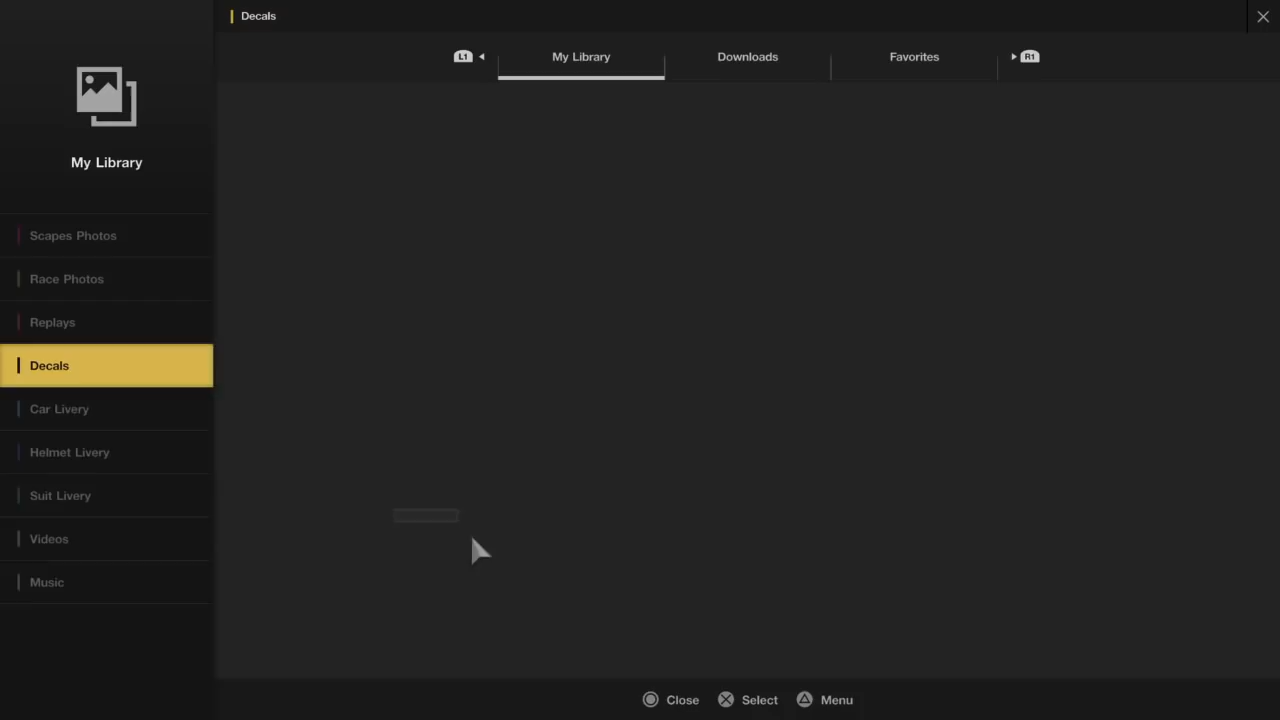 Decals
L1
My Library
Downloads
Favorites
R1
My Library
Scapes Photos
Race Photos
Replays
Decals
Car Livery
Helmet Livery
Suit Livery
Videos
Music
Close
Select
Menu